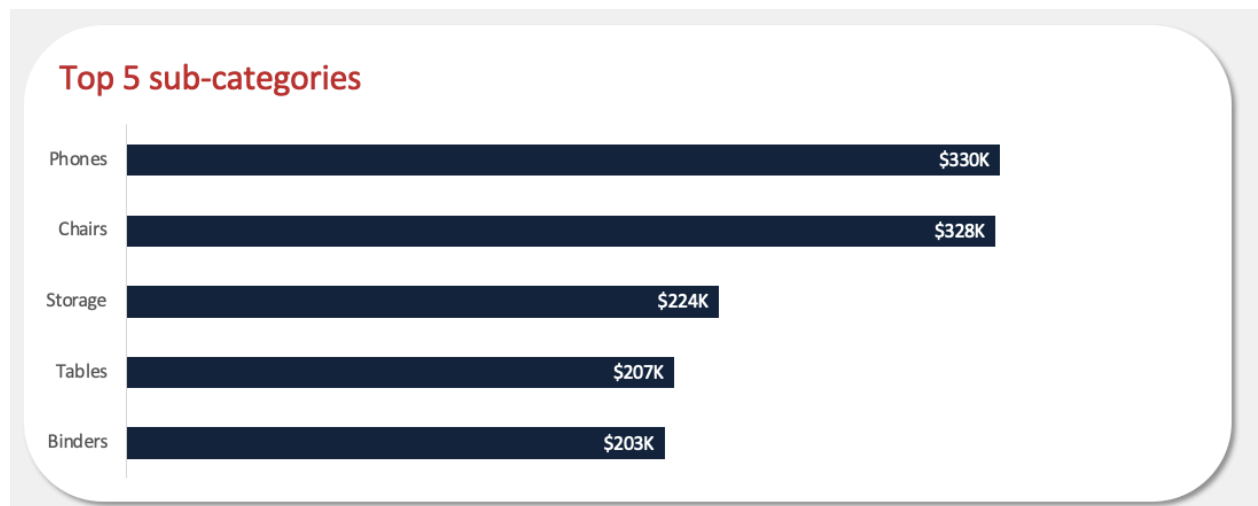 Top 5 sub-categories
Phones $330K
Chairs $328K
Storage $224K
Tables $207K
Binders $203K